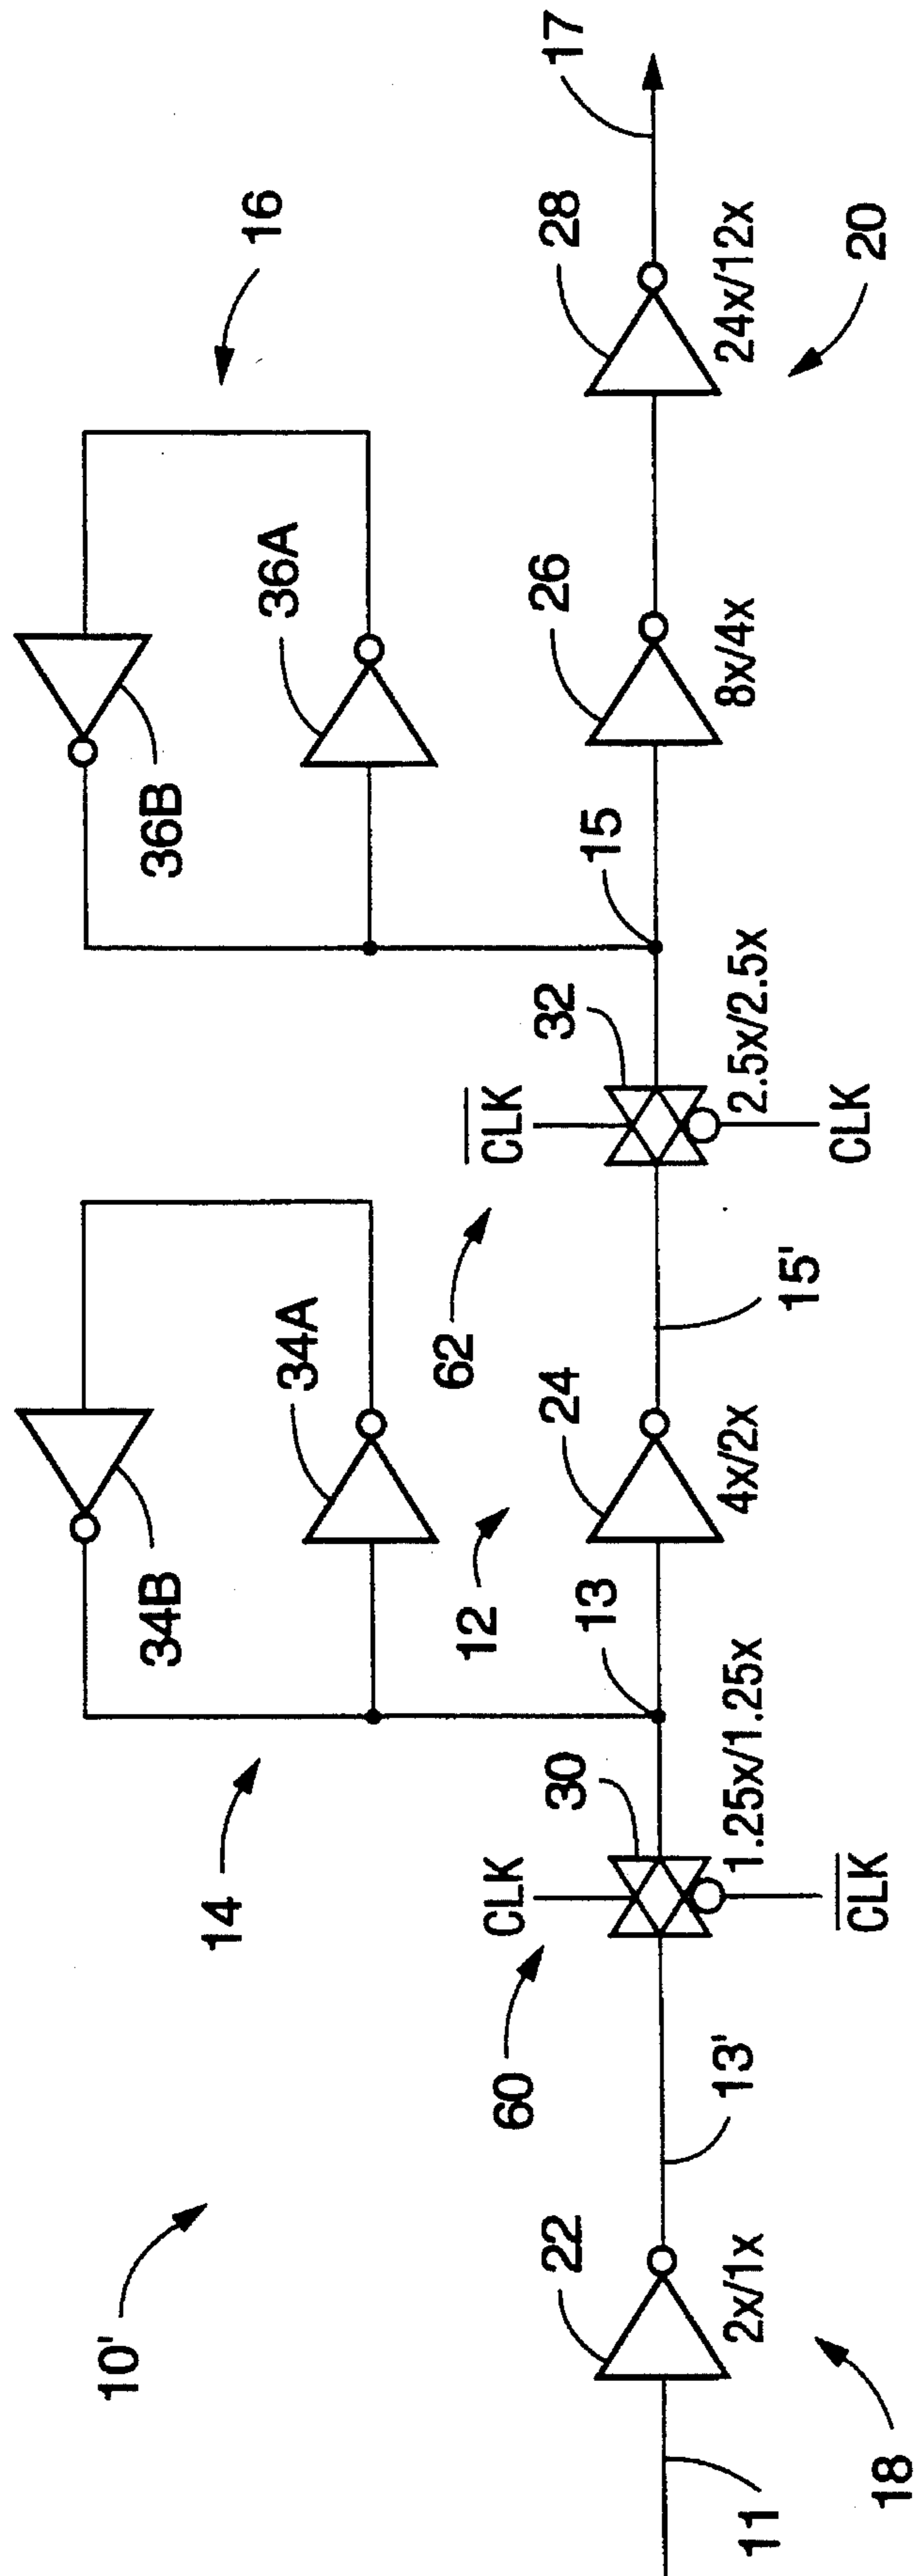 10'
14
16
34B
34A
36B
36A
60
CLK
30
12
13
24
62
CLK
32
15
26
28
17
11
22
2x/1x
13'
1.25x/1.25x
CLK
4x/2x
15'
2.5x/2.5x
CLK
8x/4x
24x/12x
18
20